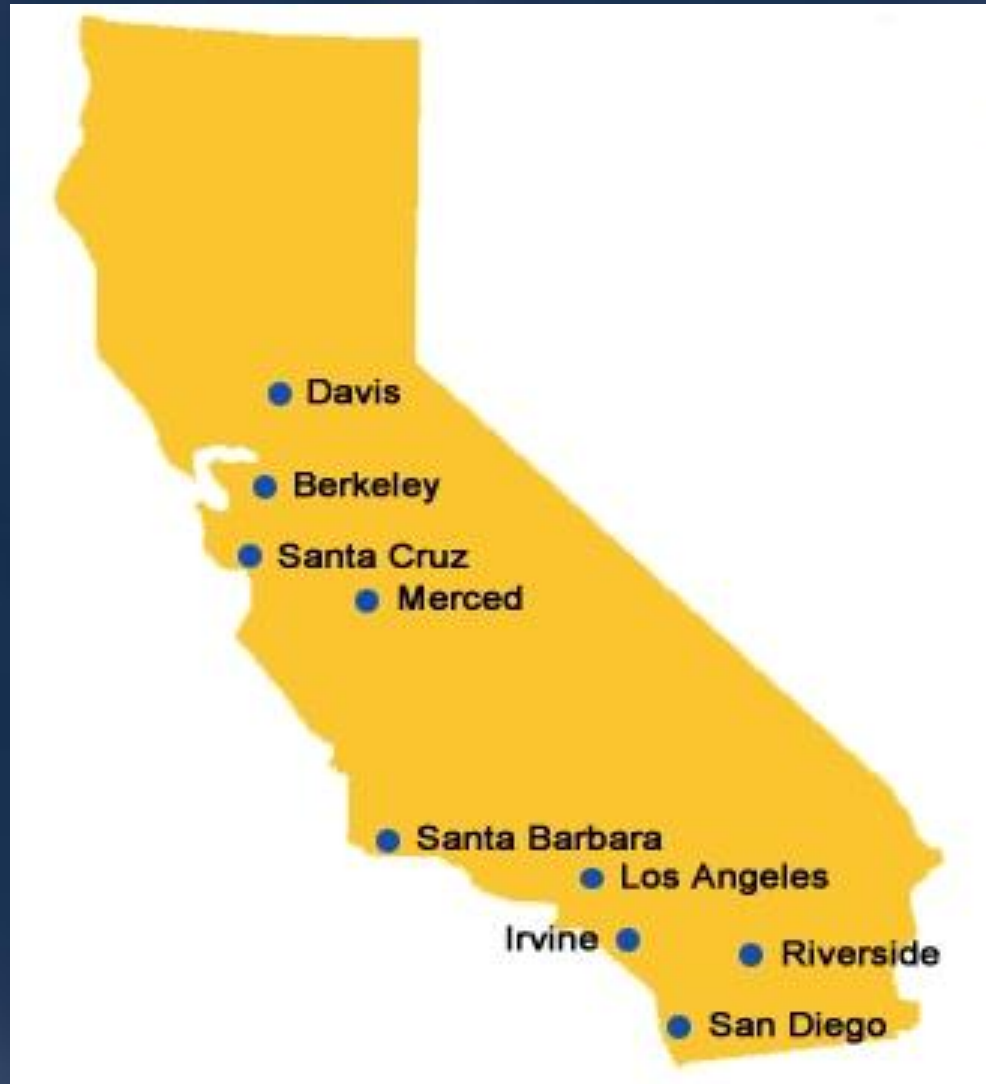 Davis
Berkeley
Santa Cruz
Merced
Santa Barbara
Los Angeles
Irvine
Riverside
San Diego